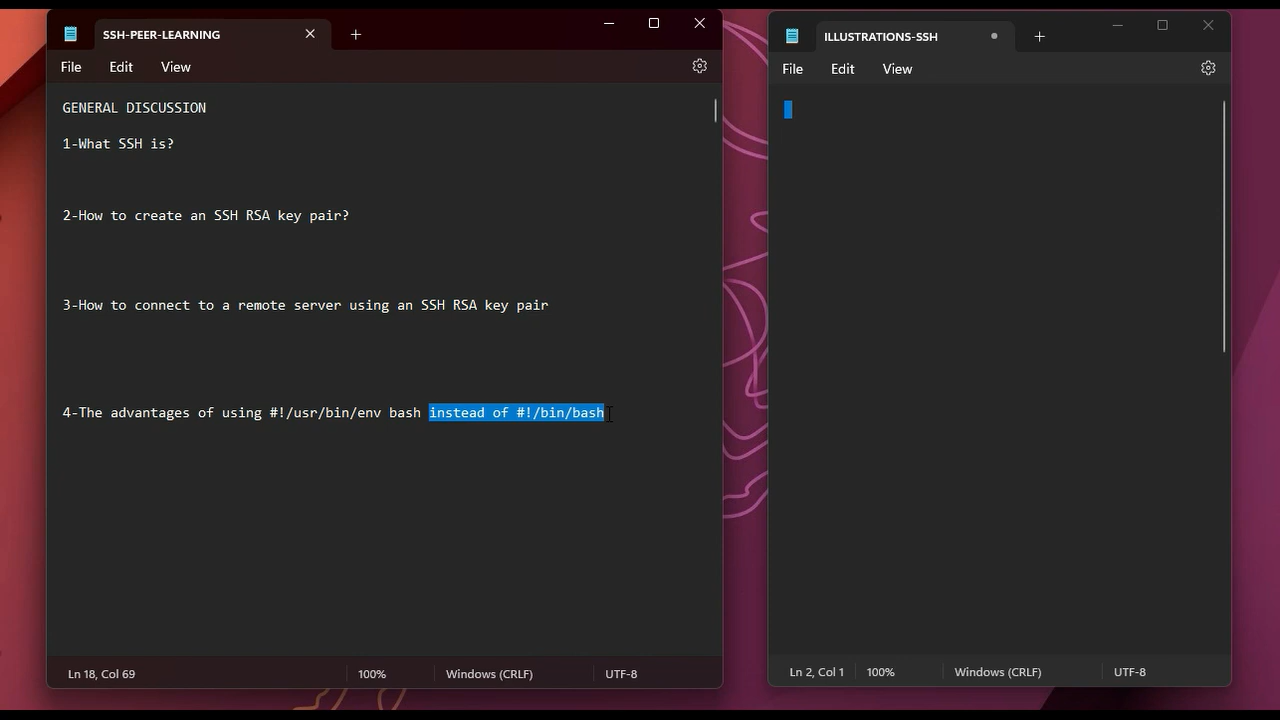 SSH-PEER-LEARNING
File Edit View
GENERAL DISCUSSION
1-What SSH is?
2-How to create an SSH RSA key pair?
3-How to connect to a remote server using an SSH RSA key pair
4-The advantages of using #!/usr/bin/env bash instead of #!/bin/bash
Ln 18, Col 69 100% Windows (CRLF) UTF-8
ILLUSTRATIONS-SSH
File Edit View
Ln 2, Col 1 100% Windows (CRLF) UTF-8